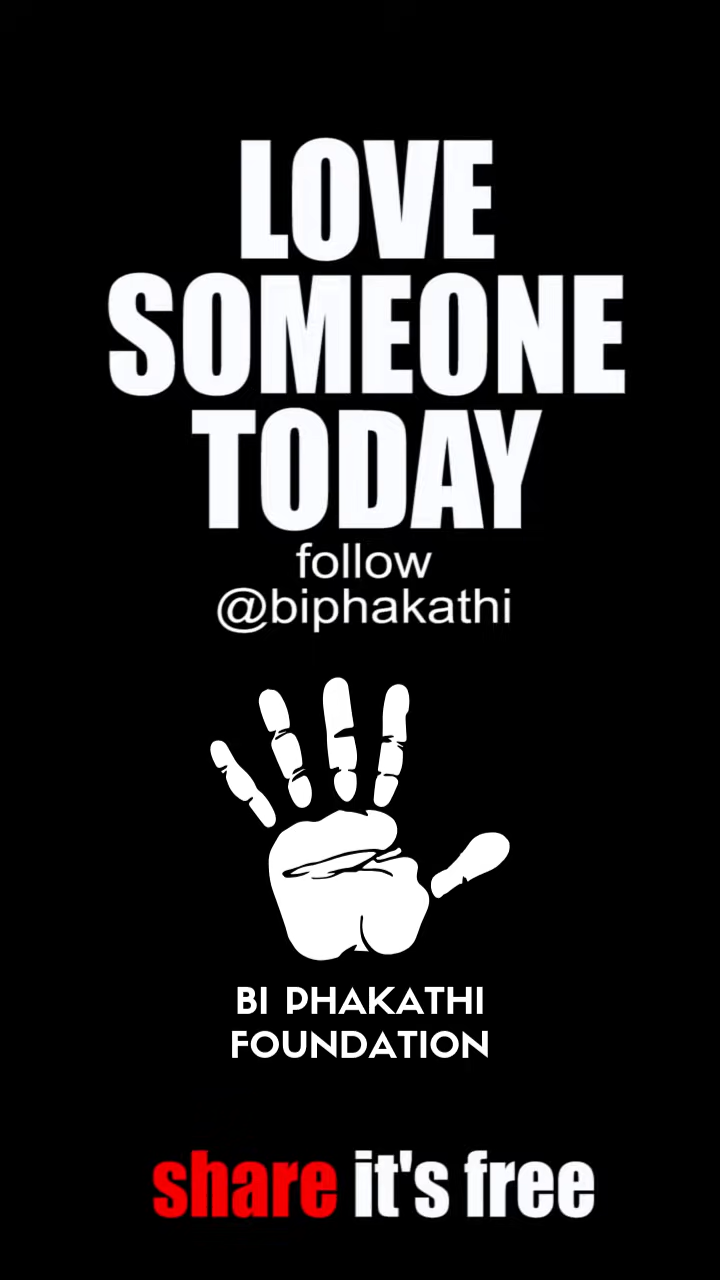 LOVE
SOMEONE
TODAY
follow
@biphakathi
BI PHAKATHI
FOUNDATION
share it's free